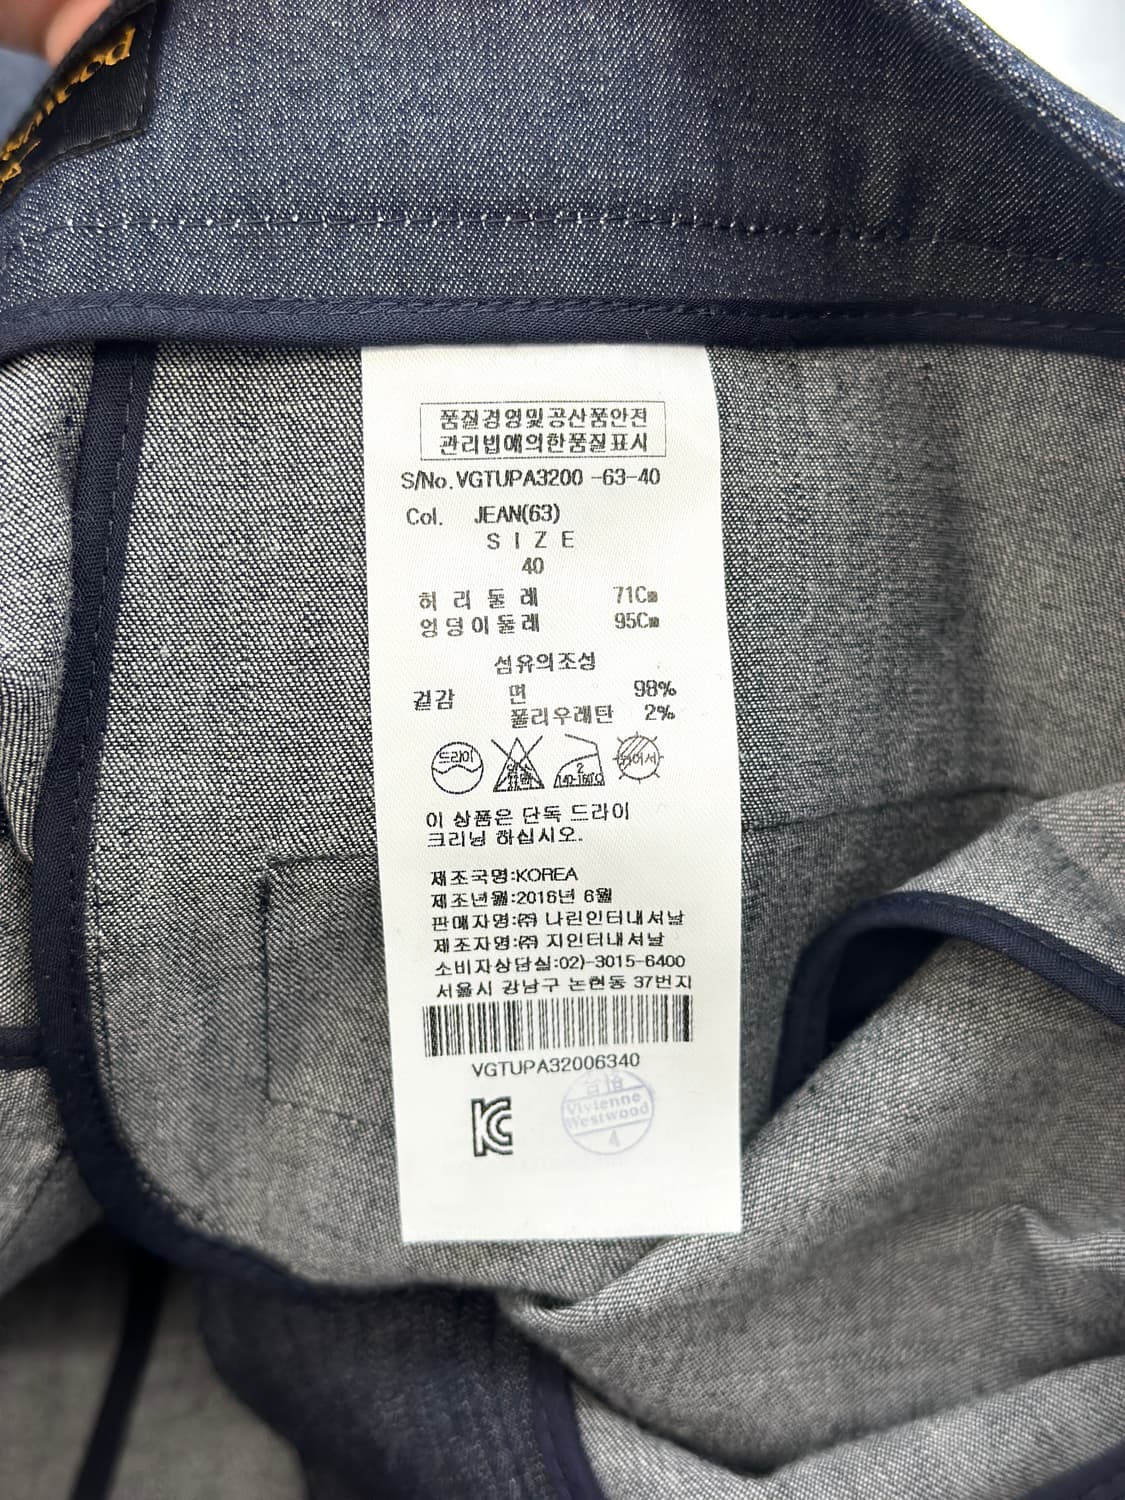 품질경영및공산품안전
관리법에의한품질표시
S/No.VGTUPA3200 -63-40
Col. JEAN(63)
S I Z E
40
허 리 둘 레 71Cm
엉덩이둘레 95Cm
섬유의조성
겉감 면 98%
폴리우레탄 2%
드라이
2
140-160℃
이 상품은 단독 드라이
크리닝 하십시오.
제조국명:KOREA
제조년월:2016년 6월
판매자명:㈜ 나린인터내셔날
제조자명:㈜ 지인터내셔날
소비자상담실:02)-3015-6400
서울시 강남구 논현동 37번지
VGTUPA32006340
KC
Vivienne
Westwood
4